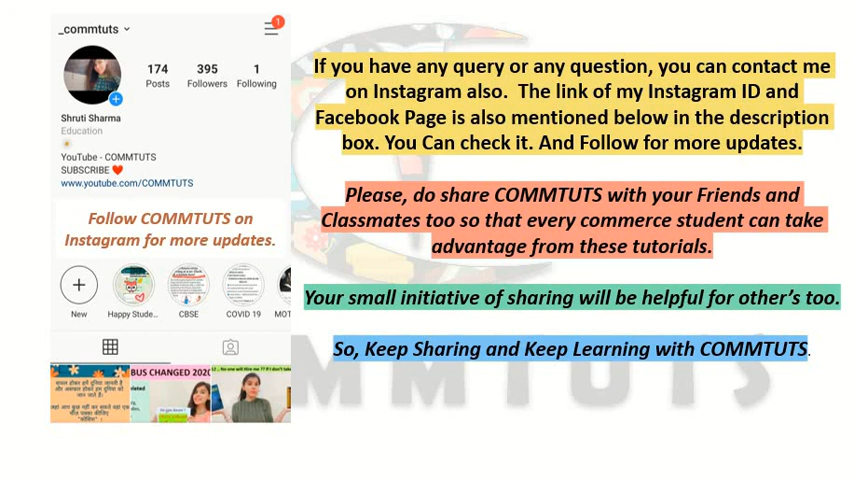 _commtuts
1
174
395
1
Posts
Followers
Following
Shruti Sharma
Education
YouTube - COMMTUTS
SUBSCRIBE ❤️
www.youtube.com/COMMTUTS
Follow COMMTUTS on
Instagram for more updates.
New
Happy Stude...
CBSE
COVID 19
MOT
BUS CHANGED 2020
If you have any query or any question, you can contact me
on Instagram also. The link of my Instagram ID and
Facebook Page is also mentioned below in the description
box. You Can check it. And Follow for more updates.
Please, do share COMMTUTS with your Friends and
Classmates too so that every commerce student can take
advantage from these tutorials.
Your small initiative of sharing will be helpful for other's too.
So, Keep Sharing and Keep Learning with COMMTUTS.
MMTUTS